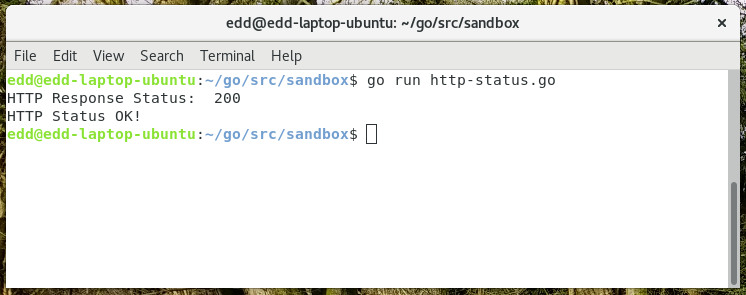 edd@edd-laptop-ubuntu: ~/go/src/sandbox ×
File Edit View Search Terminal Help
edd@edd-laptop-ubuntu:~/go/src/sandbox$ go run http-status.go
HTTP Response Status:  200
HTTP Status OK!
edd@edd-laptop-ubuntu:~/go/src/sandbox$